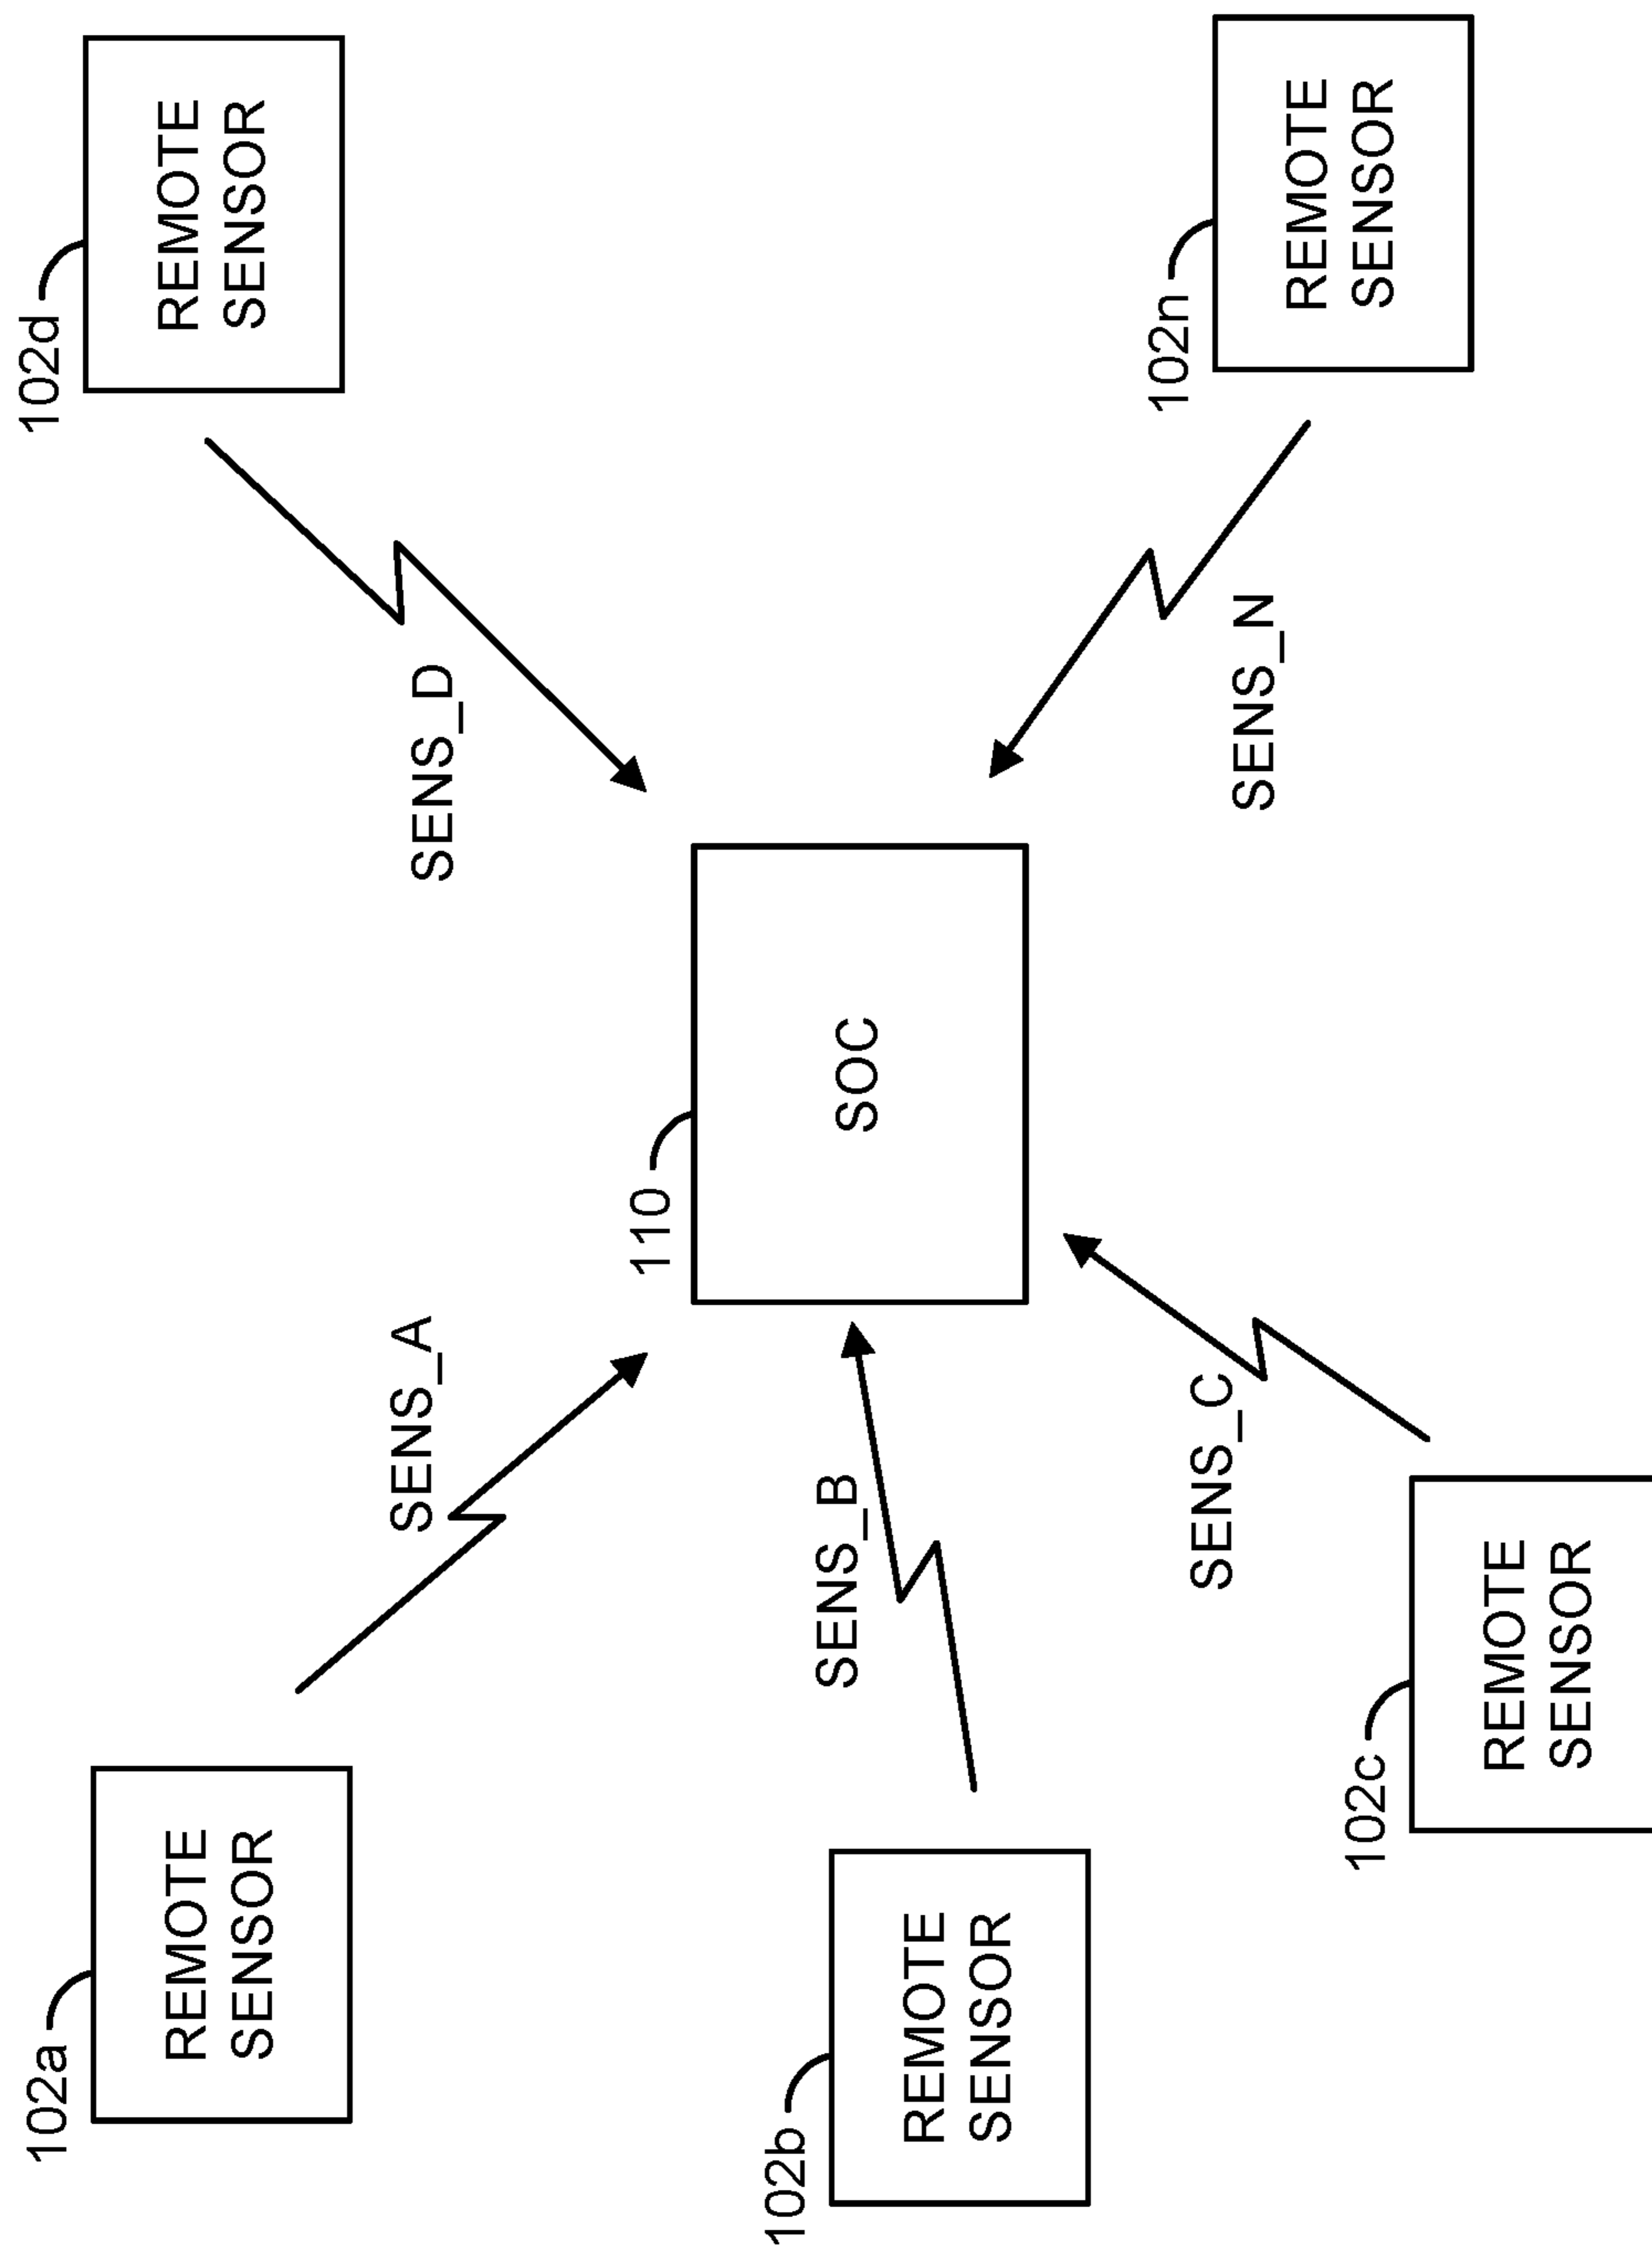 102a
REMOTE
SENSOR
SENS_A
102d
REMOTE
SENSOR
SENS_D
110
SOC
102b
REMOTE
SENSOR
SENS_B
SENS_C
SENS_N
102n
REMOTE
SENSOR
102c
REMOTE
SENSOR